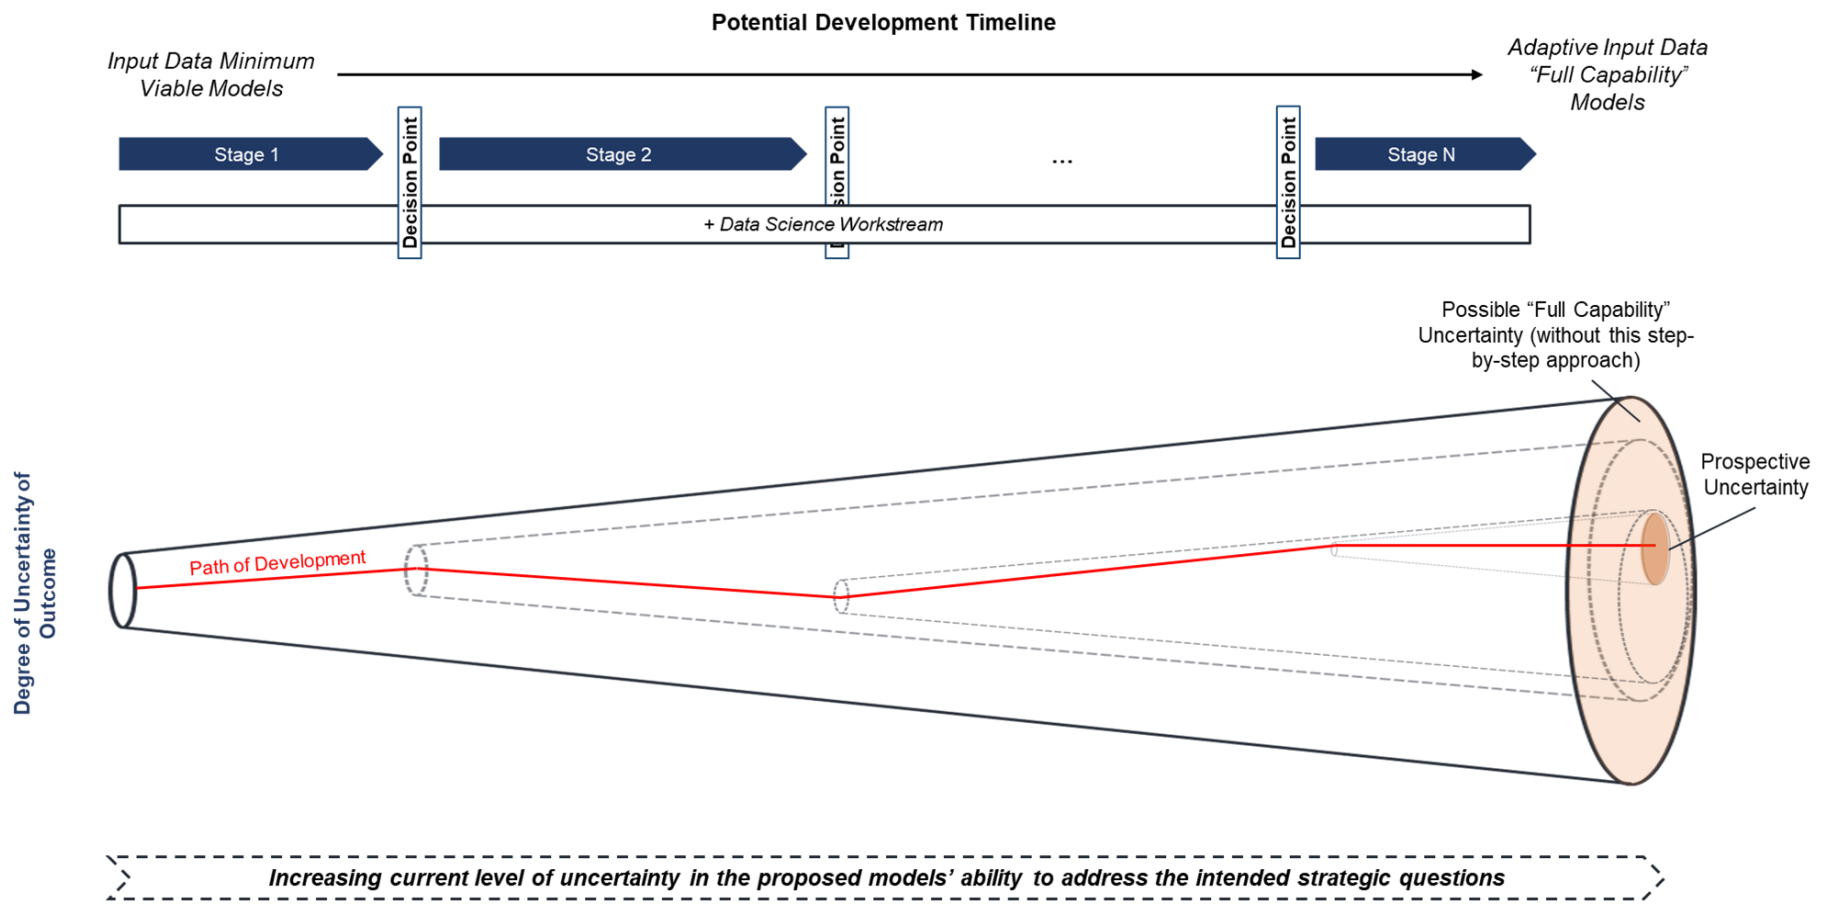 Potential Development Timeline
Input Data Minimum
Viable Models
Adaptive Input Data
“Full Capability”
Models
Stage 1
Decision Point
Stage 2
sion Point
...
Decision Point
Stage N
+ Data Science Workstream
Possible “Full Capability”
Uncertainty (without this step-
by-step approach)
Prospective
Uncertainty
Degree of Uncertainty of
Outcome
Path of Development
Increasing current level of uncertainty in the proposed models’ ability to address the intended strategic questions